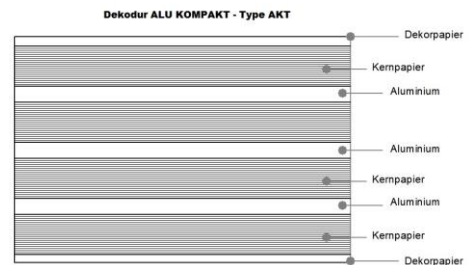 Dekodur ALU KOMPAKT - Type AKT
Dekorpapier
Kernpapier
Aluminium
Aluminium
Kernpapier
Aluminium
Kernpapier
Dekorpapier